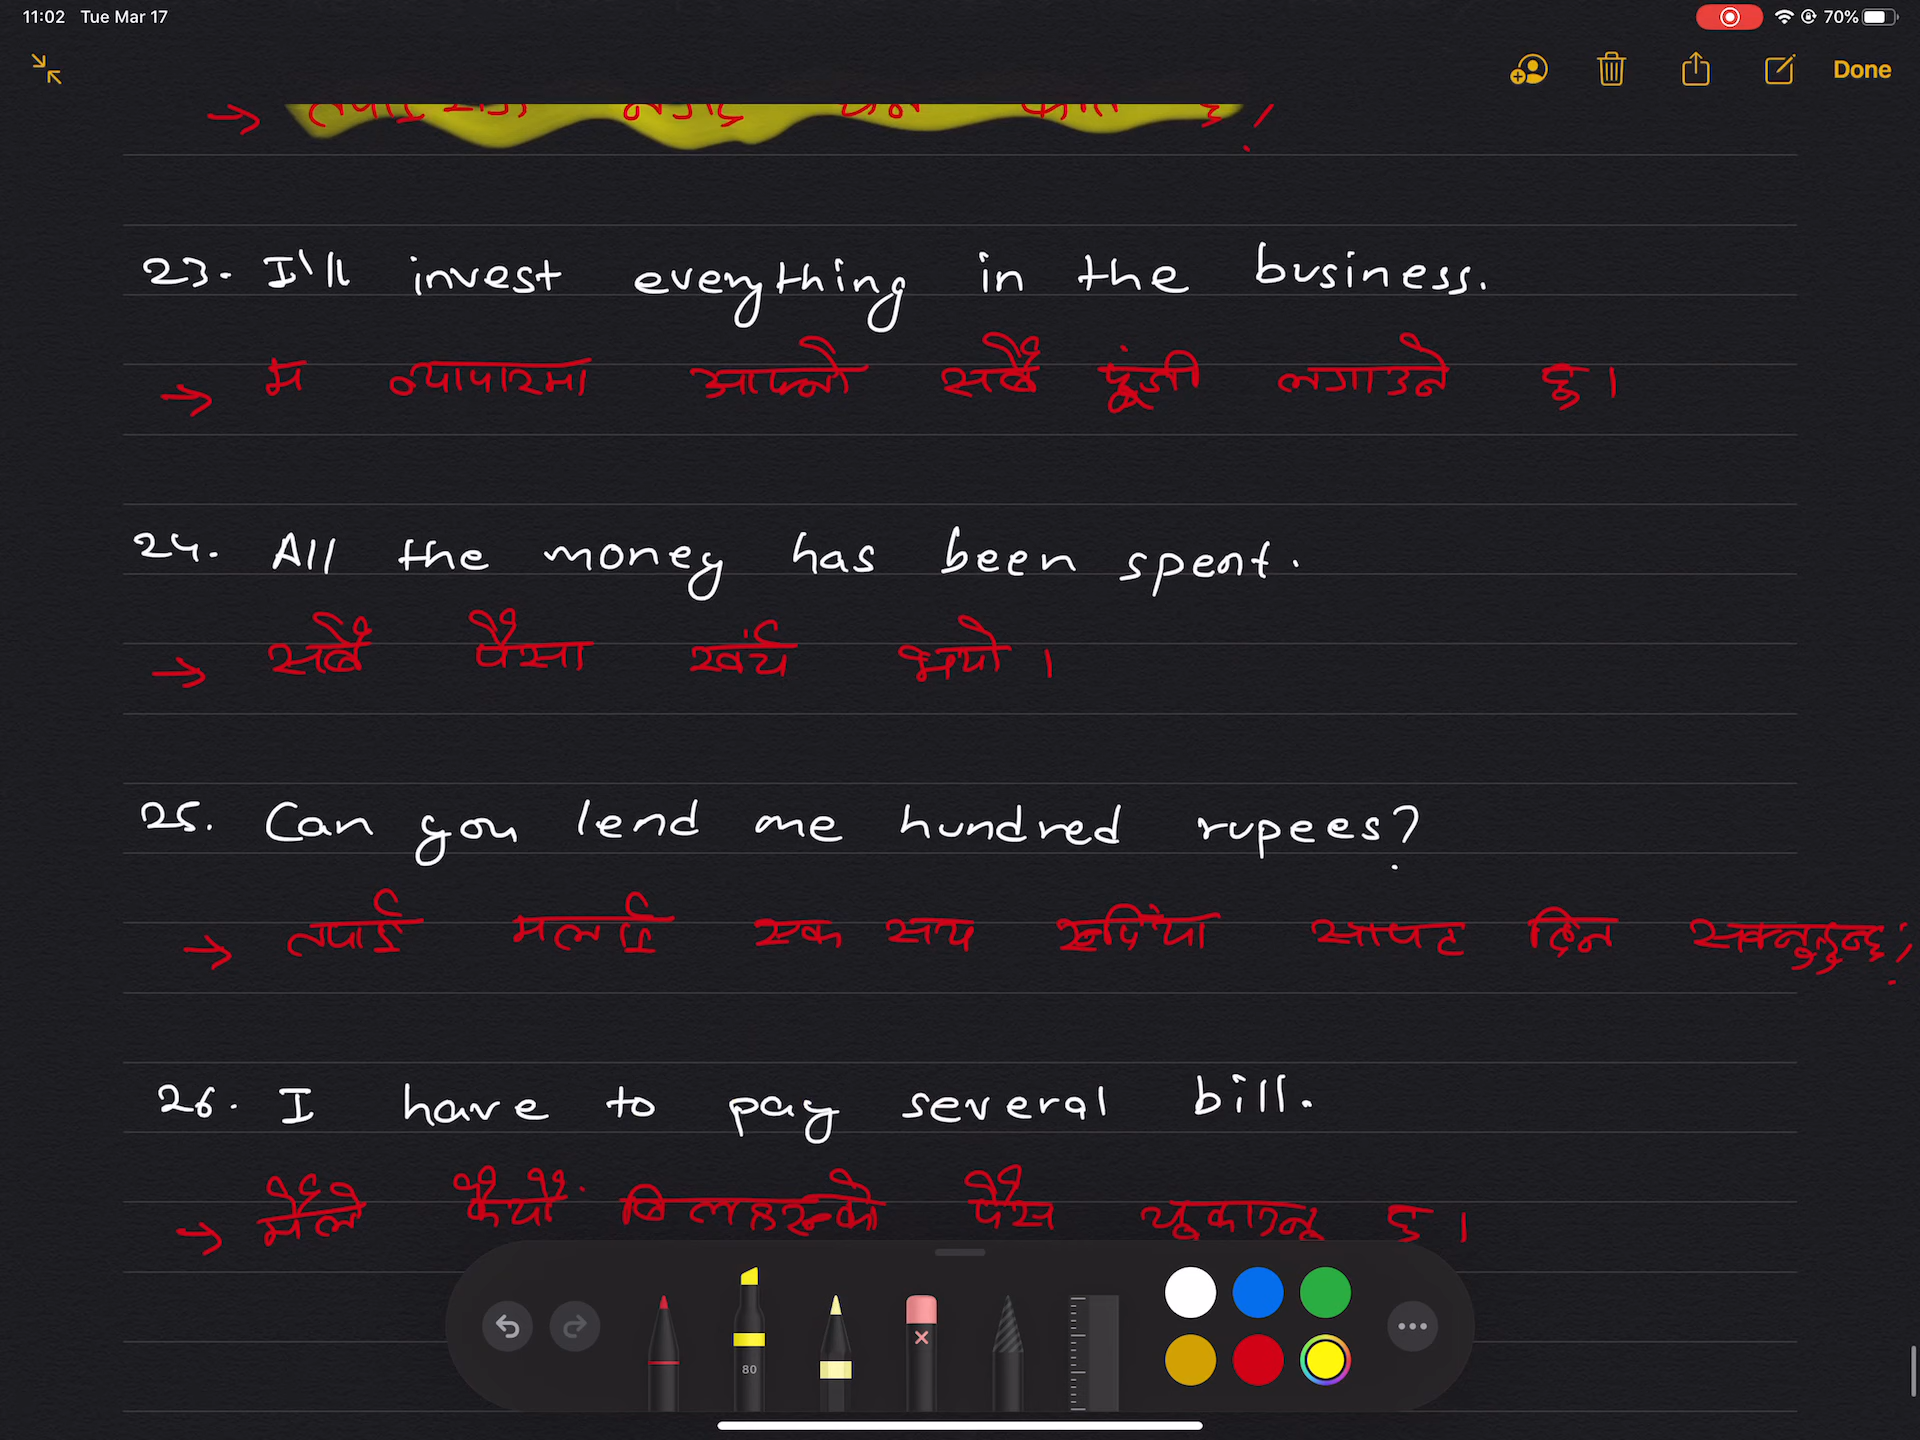 11:02 Tue Mar 17 70%
Done
→ नगद
23. I'll invest everything in the business.
→ म व्यापारमा आफ्नो सबै पूंजी लगाउने छु।
24. All the money has been spent.
→ सबै पैसा खर्च भयो।
25. Can you lend me hundred rupees?
→ तपाई मलाई एक सय रूपियाँ सापट दिन सक्नुहुन्छ?
26. I have to pay several bill.
→ मैले कैयौं बिलहरूको पैसा चूकाउनु छ।
80